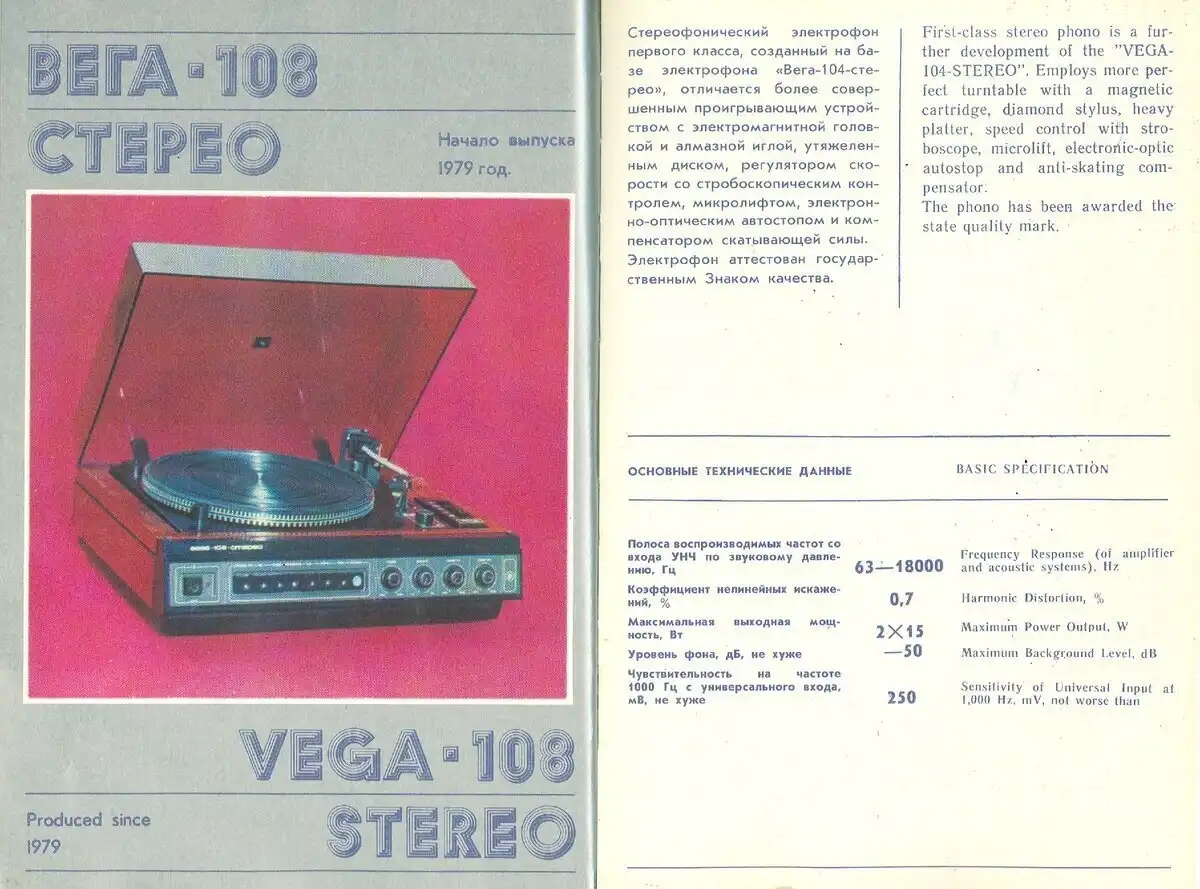 ВЕГА·108
СТЕРЕО
Начало выпуска
1979 год.
вега-108-стерео
VEGA·108
Produced since
1979
STEREO
Стереофонический электрофон
первого класса, созданный на ба-
зе электрофона «Вега-104-сте-
рео», отличается более совер-
шенным проигрывающим устрой-
ством с электромагнитной голов-
кой и алмазной иглой, утяжелен-
ным диском, регулятором ско-
рости со стробоскопическим кон-
тролем, микролифтом, электрон-
но-оптическим автостопом и ком-
пенсатором скатывающей силы.
Электрофон аттестован государ-
ственным Знаком качества.
First-class stereo phono is a fur-
ther development of the "VEGA-
104-STEREO". Employs more per-
fect turntable with a magnetic
cartridge, diamond stylus, heavy
platter, speed control with stro-
boscope, microlift, electronic-optic
autostop and anti-skating com-
pensator.
The phono has been awarded the
state quality mark.
ОСНОВНЫЕ ТЕХНИЧЕСКИЕ ДАННЫЕ
BASIC SPECIFICATION
Полоса воспроизводимых частот со
входа УНЧ по звуковому давле-
нию, Гц
63—18000
Frequency Response (of amplifier
and acoustic systems), Hz
Коэффициент нелинейных искаже-
ний, %
0,7
Harmonic Distortion, %
Максимальная выходная мощ-
ность, Вт
2×15
Maximum Power Output, W
Уровень фона, дБ, не хуже
—50
Maximum Background Level, dB
Чувствительность на частоте
1000 Гц с универсального входа,
мВ, не хуже
250
Sensitivity of Universal Input at
1,000 Hz, mV, not worse than